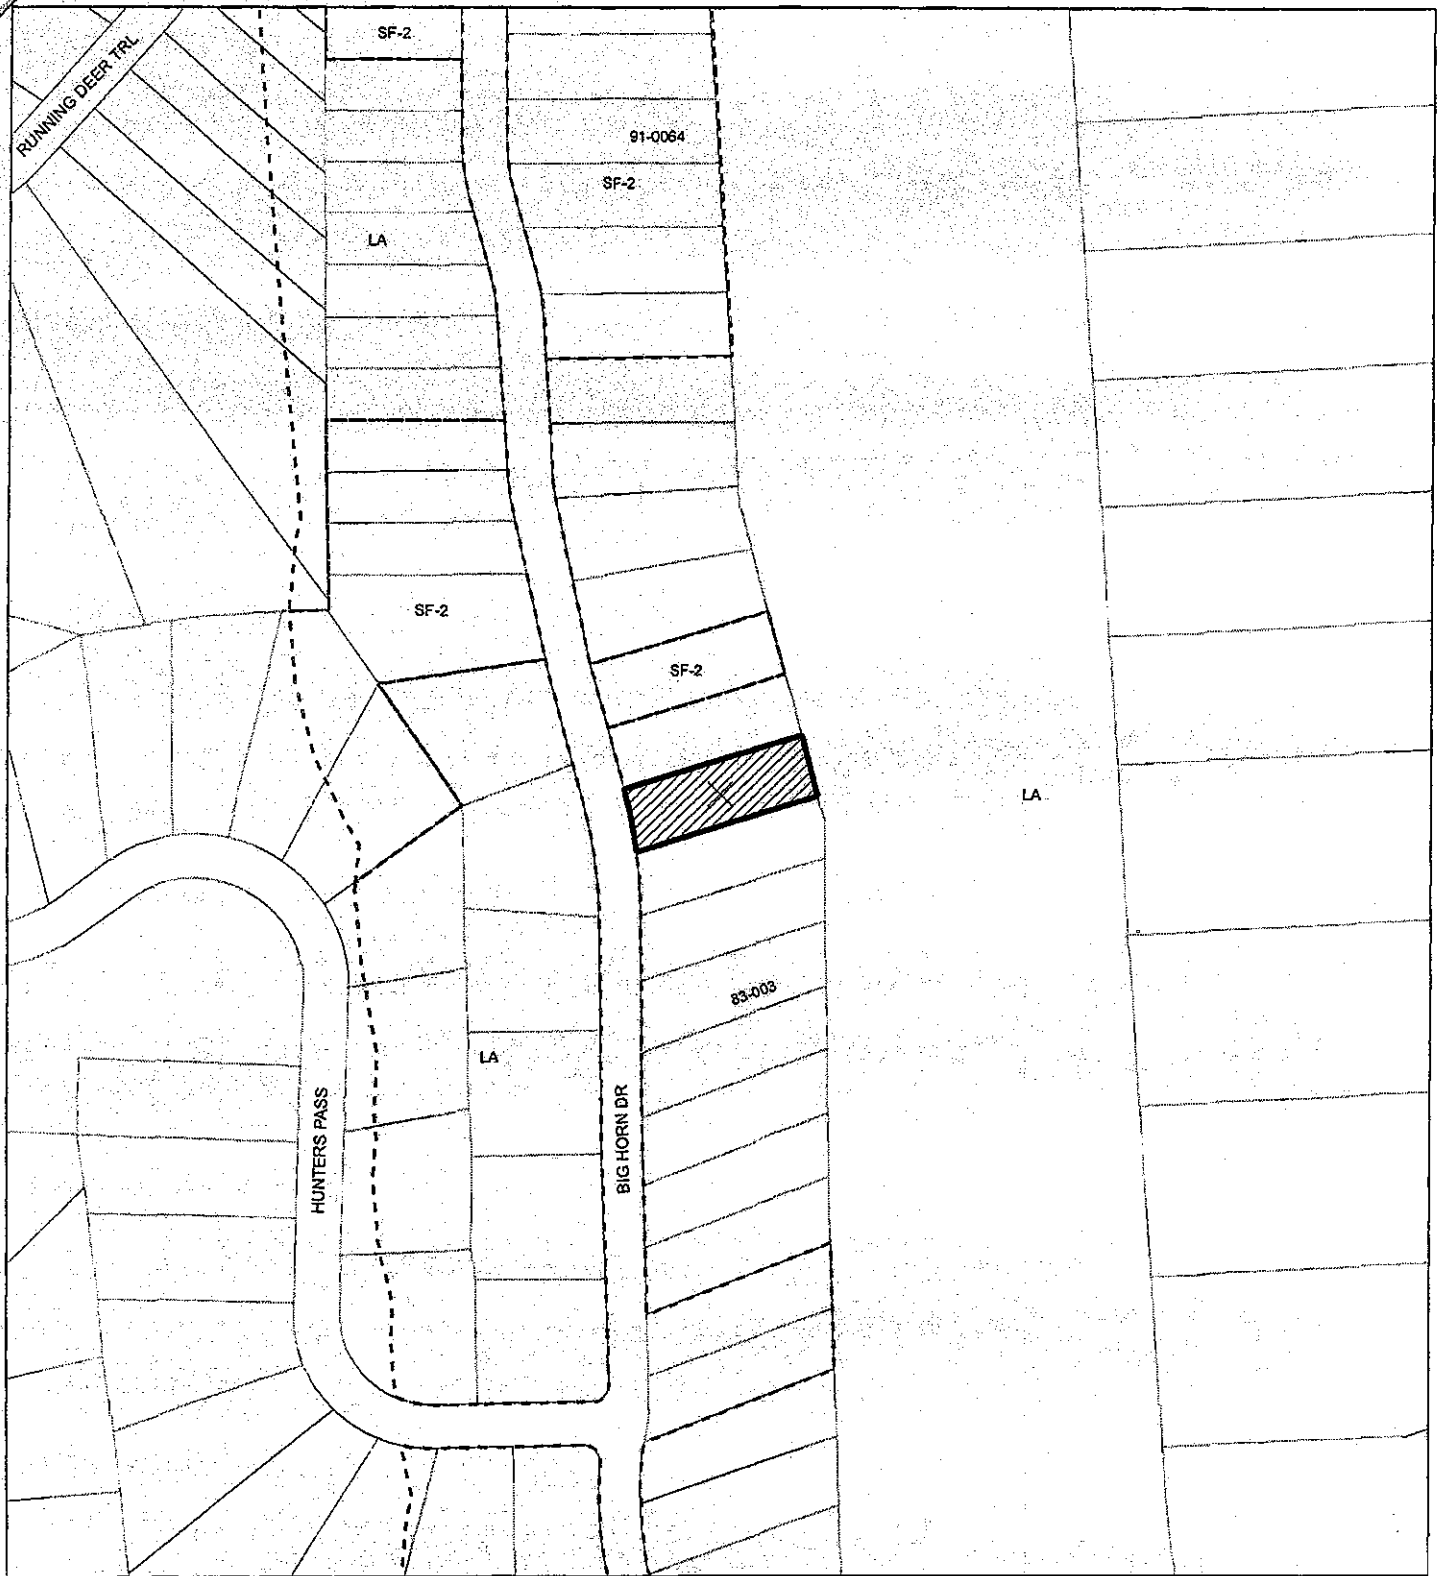 SF-2
RUNNING DEER TRL
91-0064
SF-2
LA
SF-2
SF-2
LA
83-003
LA
HUNTERS PASS
BIG HORN DR